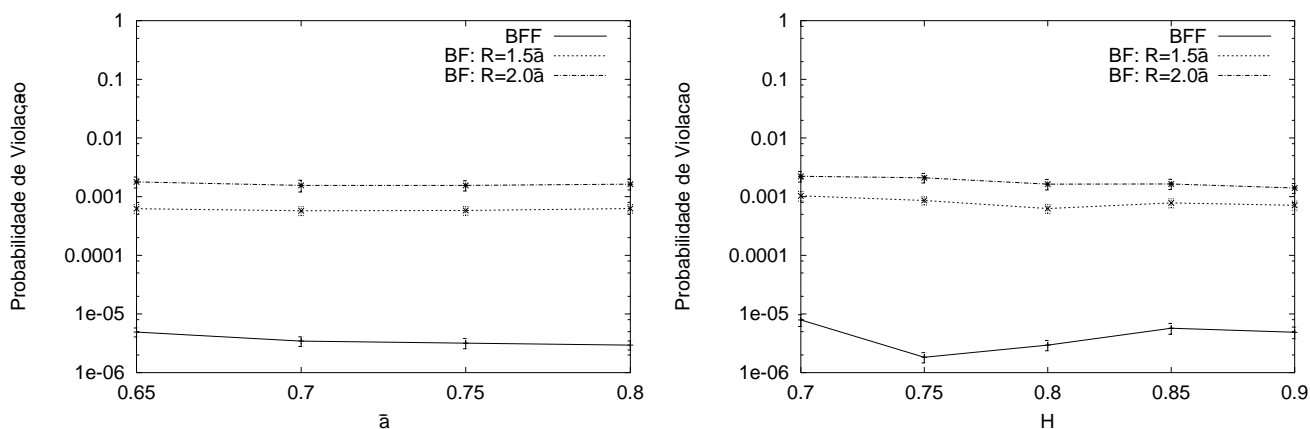 1
0.1
0.01
0.001
0.0001
1e-05
1e-06
0.65
0.7
0.75
0.8
ā
Probabilidade de Violaçao
BFF
BF: R=1.5ā
BF: R=2.0ā
1
0.1
0.01
0.001
0.0001
1e-05
1e-06
0.7
0.75
0.8
0.85
0.9
H
Probabilidade de Violacao
BFF
BF: R=1.5ā
BF: R=2.0ā